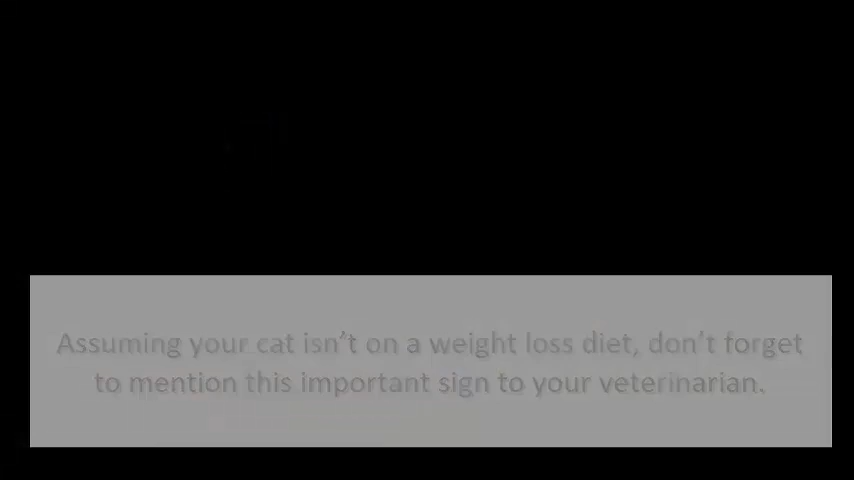 Assuming your cat isn’t on a weight loss diet, don’t forget
to mention this important sign to your veterinarian.